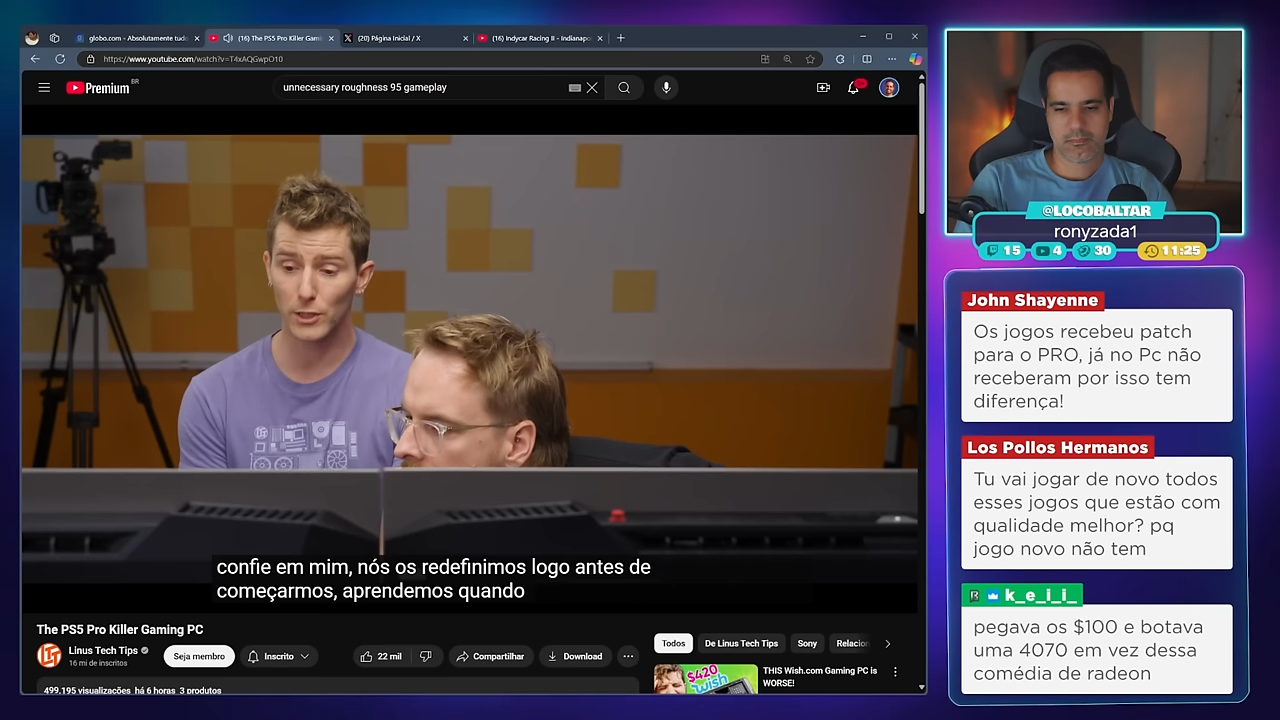 globo.com - Absolutamente tudo
(16) The PS5 Pro Killer Gami
(20) Página Inicial / X
(16) Indycar Racing II - Indianapo
https://www.youtube.com/watch?v=T4xAQGwpO10
Premium BR
unnecessary roughness 95 gameplay
confie em mim, nós os redefinimos logo antes de
começarmos, aprendemos quando
The PS5 Pro Killer Gaming PC
Linus Tech Tips
16 mi de inscritos
Seja membro
Inscrito
22 mil
Compartilhar
Download
499.195 visualizações há 6 horas 3 produtos
Todos
De Linus Tech Tips
Sony
Relacion
$420
wish
THIS Wish.com Gaming PC is
WORSE!
@LOCOBALTAR
ronyzada1
15
4
30
11:25
John Shayenne
Os jogos recebeu patch
para o PRO, já no Pc não
receberam por isso tem
diferença!
Los Pollos Hermanos
Tu vai jogar de novo todos
esses jogos que estão com
qualidade melhor? pq
jogo novo não tem
k_e_i_i_
pegava os $100 e botava
uma 4070 em vez dessa
comédia de radeon